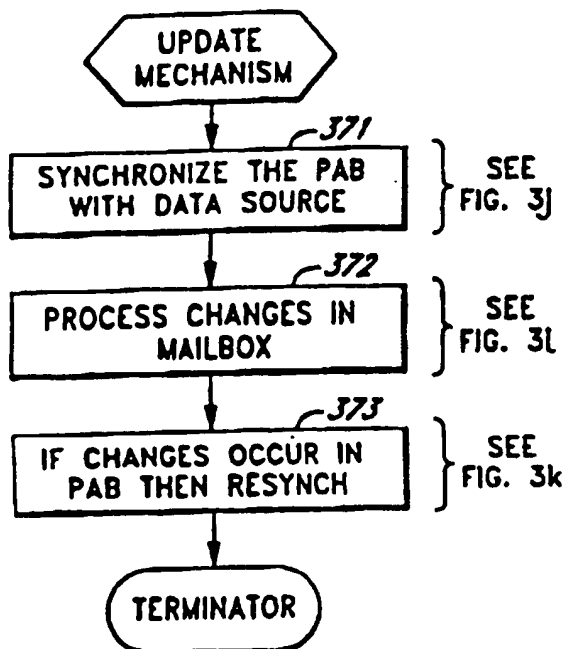 UPDATE
MECHANISM
371
SYNCHRONIZE THE PAB
WITH DATA SOURCE
SEE
FIG. 3j
372
PROCESS CHANGES IN
MAILBOX
SEE
FIG. 3l
373
IF CHANGES OCCUR IN
PAB THEN RESYNCH
SEE
FIG. 3k
TERMINATOR